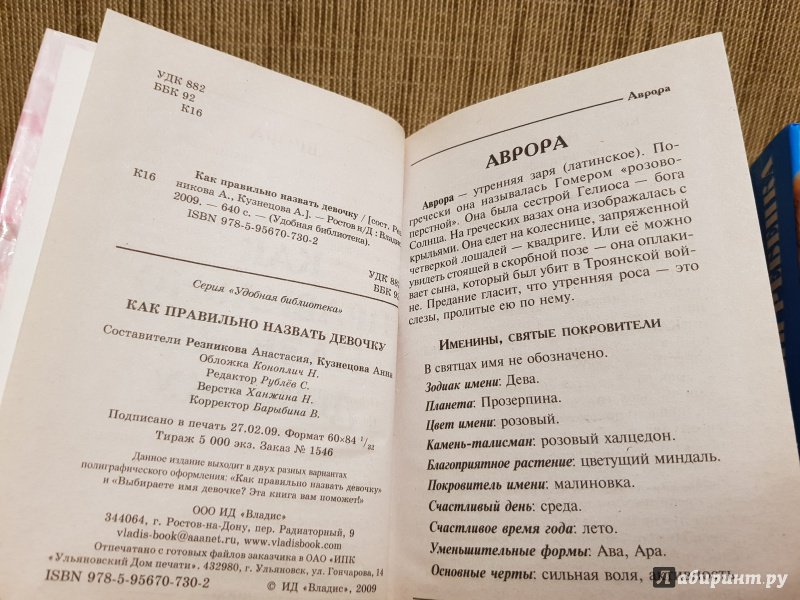 УДК 882
ББК 92
К16
К16
Как правильно назвать девочку / [сост. Рез
никова А., Кузнецова А.]. — Ростов н/Д : Владис
2009. — 640 с. — (Удобная библиотека).
ISBN 978-5-95670-730-2
УДК 882
ББК 92
Серия «Удобная библиотека»
КАК ПРАВИЛЬНО НАЗВАТЬ ДЕВОЧКУ
Составители Резникова Анастасия, Кузнецова Анна
Обложка Коноплич Н.
Редактор Рублёв С.
Верстка Ханжина Н.
Корректор Барыбина В.
Подписано в печать 27.02.09. Формат 60×84 1/32
Тираж 5 000 экз. Заказ № 1546
Данное издание выходит в двух разных вариантах
полиграфического оформления: «Как правильно назвать девочку»
и «Выбираете имя девочке? Эта книга вам поможет!»
ООО ИД «Владис»
344064, г. Ростов-на-Дону, пер. Радиаторный, 9
vladis-book@aaanet.ru, www.vladisbook.com
Отпечатано с готовых файлов заказчика в ОАО «ИПК
«Ульяновский Дом печати». 432980, г. Ульяновск, ул. Гончарова, 14
ISBN 978-5-95670-730-2
© ИД «Владис», 2009
Аврора
АВРОРА
Аврора — утренняя заря (латинское). По-
гречески она называлась Гомером «розово-
перстной». Она была сестрой Гелиоса — бога
Солнца. На греческих вазах она изображалась с
крыльями. Она едет на колеснице, запряженной
четверкой лошадей — квадриге. Или её можно
увидеть стоящей в скорбной позе — она оплаки-
вает сына, который был убит в Троянской вой-
не. Предание гласит, что утренняя роса — это
слезы, пролитые ею по нему.
Именины, святые покровители
В святцах имя не обозначено.
Зодиак имени: Дева.
Планета: Прозерпина.
Цвет имени: розовый.
Камень-талисман: розовый халцедон.
Благоприятное растение: цветущий миндаль.
Покровитель имени: малиновка.
Счастливый день: среда.
Счастливое время года: лето.
Уменьшительные формы: Ава, Ара.
Основные черты: сильная воля, активность,
РЕБЕНКА
Лабиринт.ру